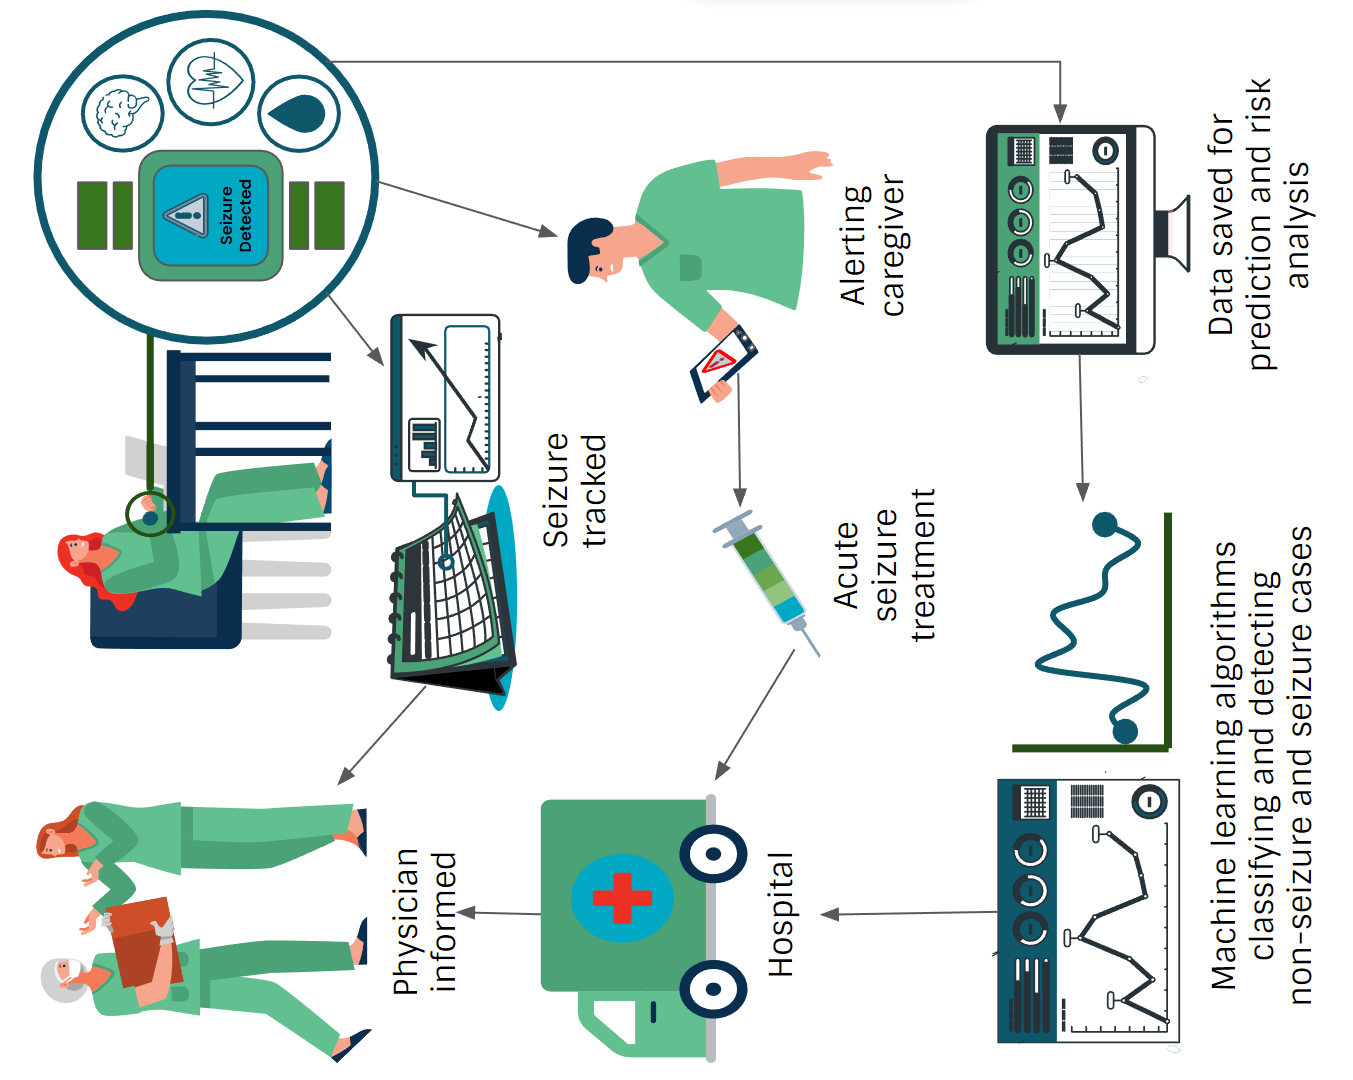 Seizure
Detected
Seizure
tracked
Alerting
caregiver
Data saved for
prediction and risk
analysis
Acute
seizure
treatment
Physician
informed
Hospital
Machine learning algorithms
classifying and detecting
non-seizure and seizure cases